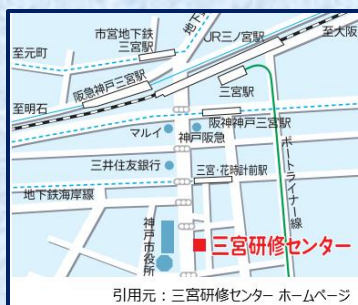 市営地下鉄
三宮駅
地下
JR三ノ宮駅
至大阪
至元町
阪急神戸三宮駅
三宮駅
至明石
マルイ
神戸阪急
阪神神戸三宮駅
三井住友銀行
三宮・花時計前駅
ポートライナー線
地下鉄海岸線
神戸市役所
三宮研修センター
引用元：三宮研修センター ホームページ